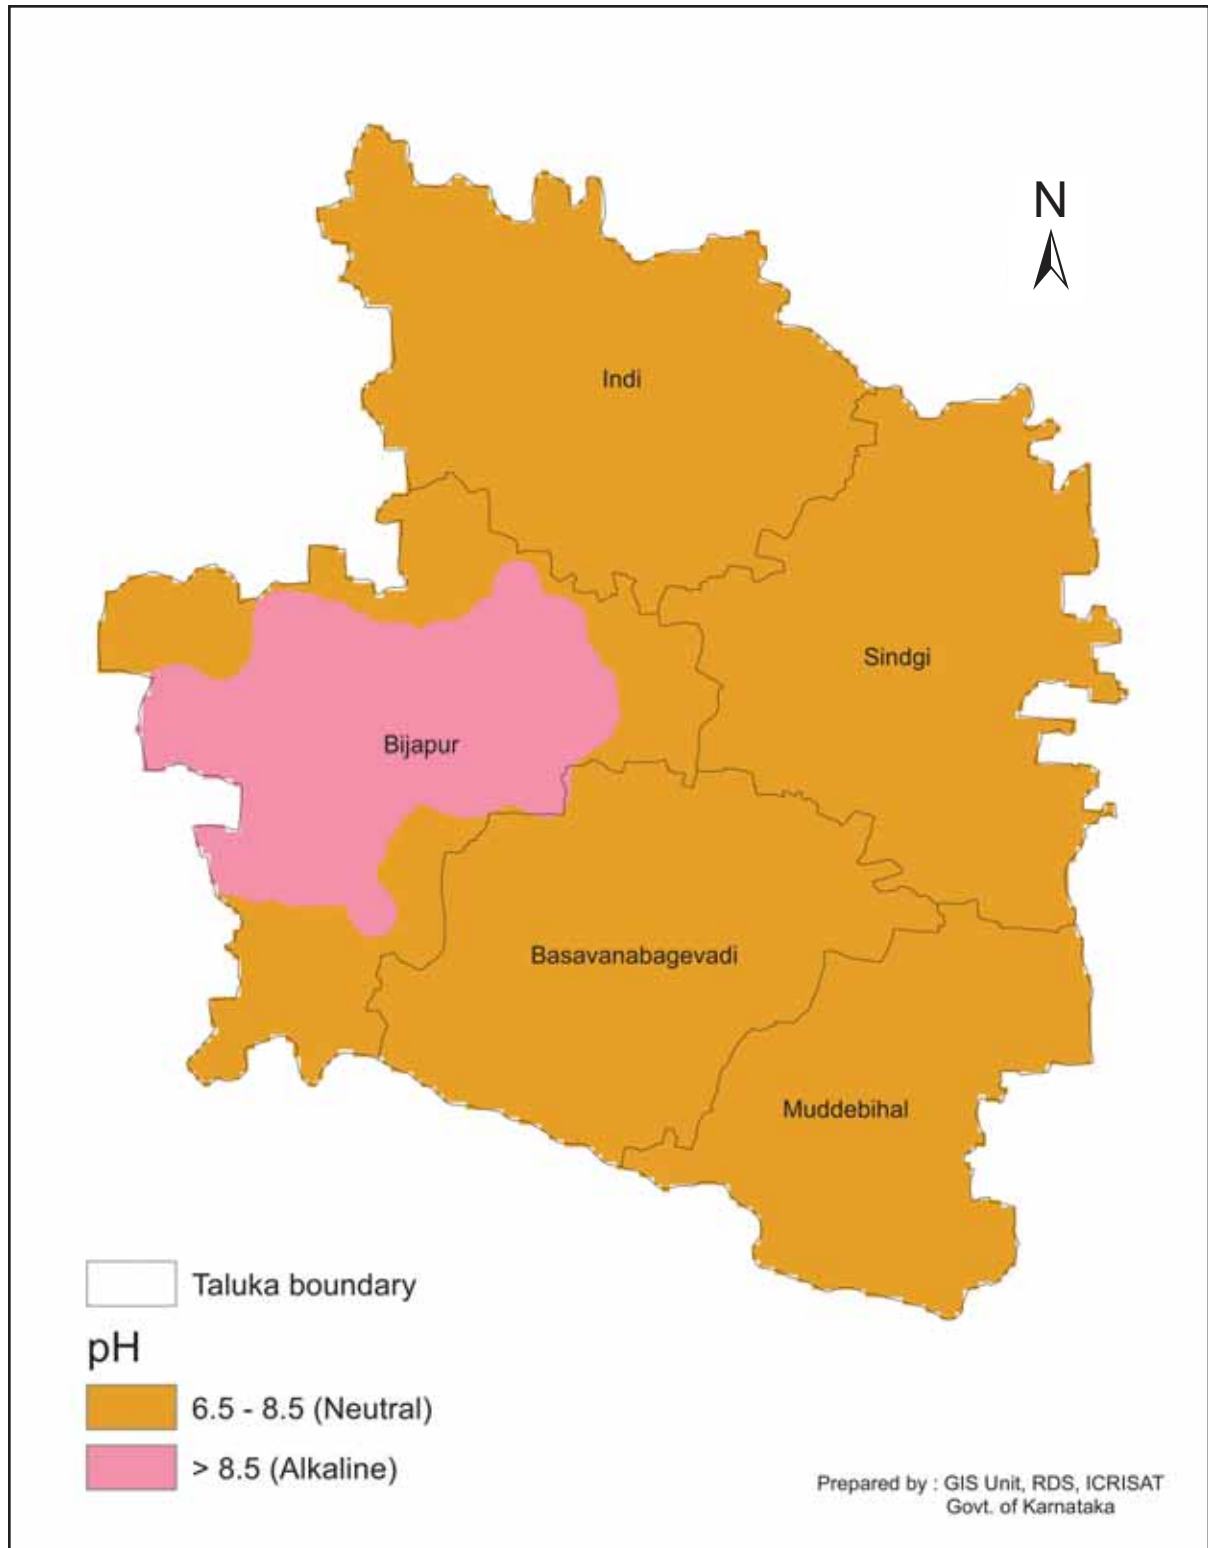 N
Indi
Sindgi
Bijapur
Basavanabagevadi
Muddebihal
Taluka boundary
pH
6.5 - 8.5 (Neutral)
> 8.5 (Alkaline)
Prepared by : GIS Unit, RDS, ICRISAT
Govt. of Karnataka